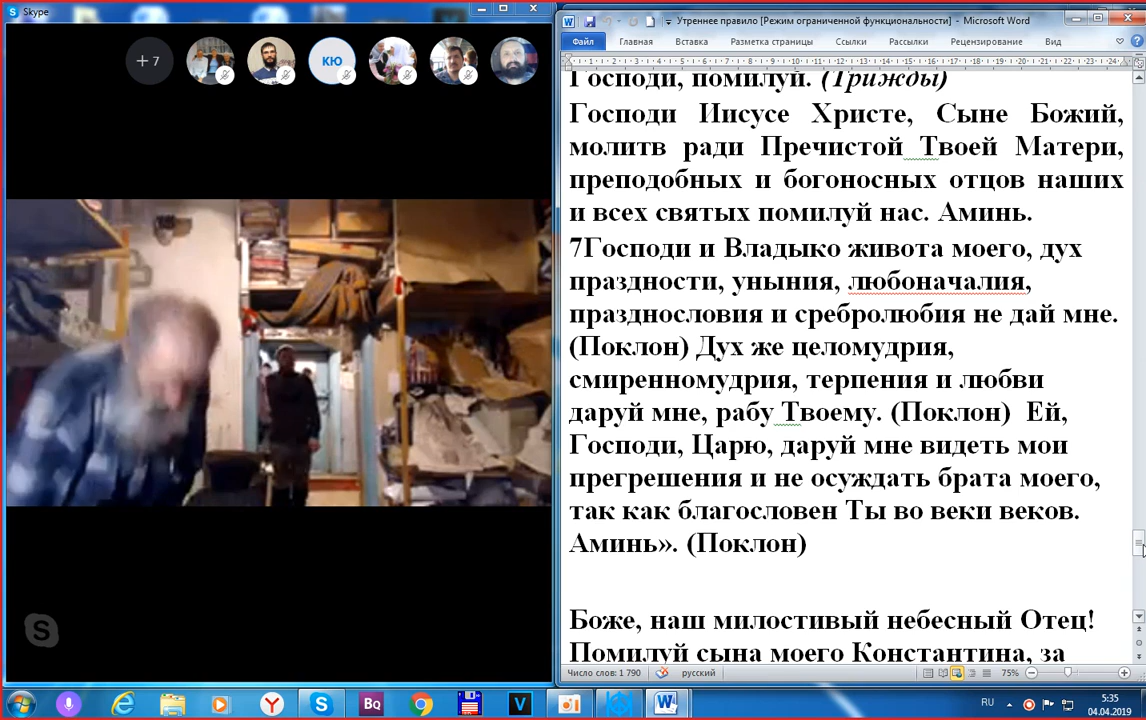 Skype
+ 7
КЮ
Утреннее правило [Режим ограниченной функциональности] - Microsoft Word
Файл Главная Вставка Разметка страницы Ссылки Рассылки Рецензирование Вид
Господи, помилуй. (Трижды)
Господи Иисусе Христе, Сыне Божий,
молитв ради Пречистой Твоей Матери,
преподобных и богоносных отцов наших
и всех святых помилуй нас. Аминь.
7Господи и Владыко живота моего, дух
праздности, уныния, любоначалия,
празднословия и сребролюбия не дай мне.
(Поклон) Дух же целомудрия,
смиренномудрия, терпения и любви
даруй мне, рабу Твоему. (Поклон) Ей,
Господи, Царю, даруй мне видеть мои
прегрешения и не осуждать брата моего,
так как благословен Ты во веки веков.
Аминь». (Поклон)
Боже, наш милостивый небесный Отец!
Помилуй сына моего Константина, за
Число слов: 1 790 русский 75%
RU 5:35
04.04.2019